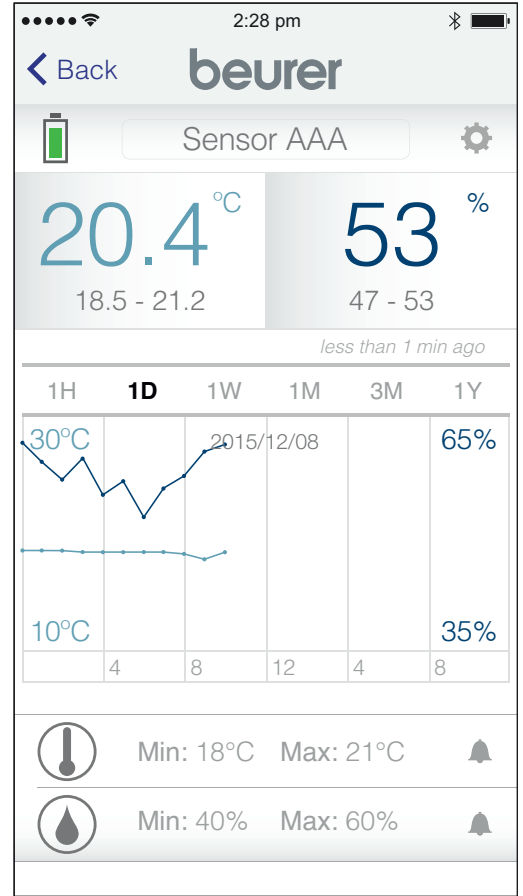 2:28 pm
Back beurer
Sensor AAA
20.4 °C 53 %
18.5 - 21.2 47 - 53
less than 1 min ago
1H 1D 1W 1M 3M 1Y
30°C 2015/12/08 65%
10°C 35%
4 8 12 4 8
Min: 18°C Max: 21°C
Min: 40% Max: 60%